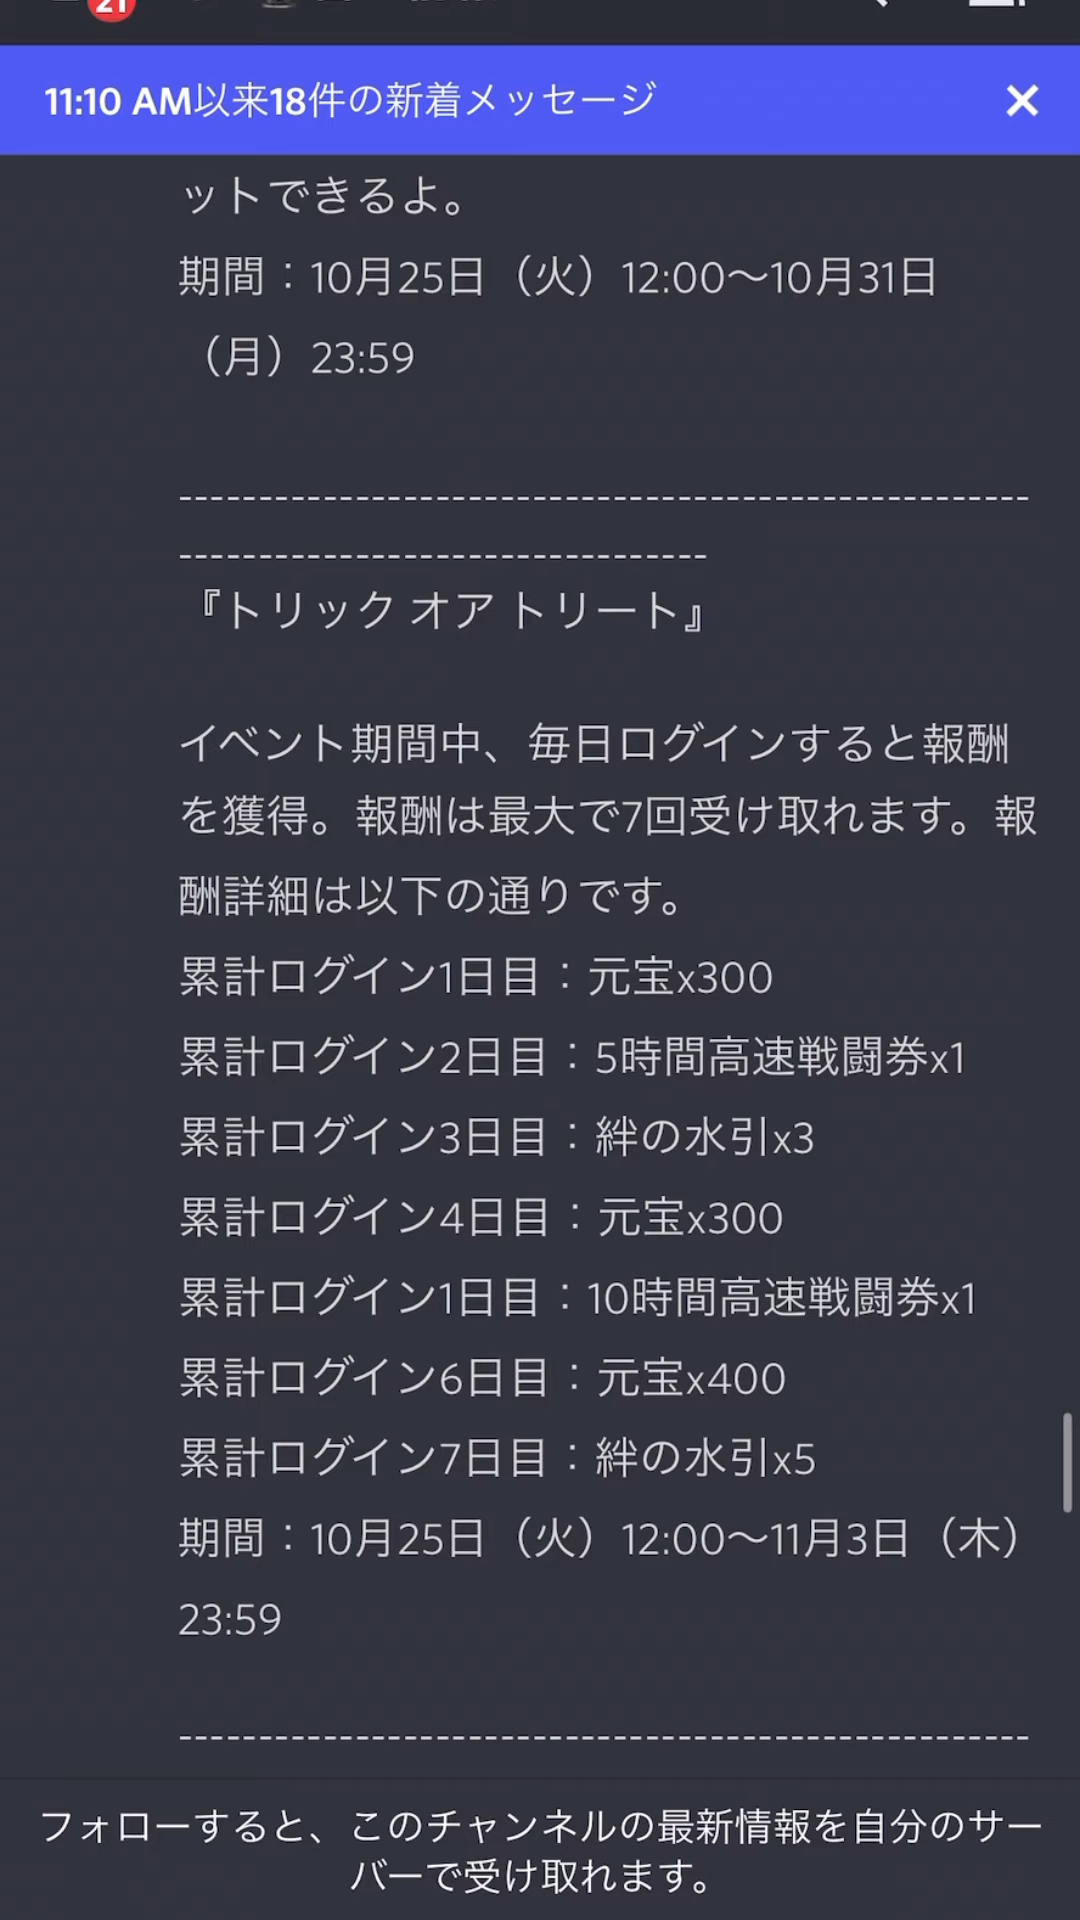 21
11:10 AM以来18件の新着メッセージ
ットできるよ。
期間：10月25日（火）12:00～10月31日
（月）23:59
------------------------------------------------------
---------------------------------
『トリック オア トリート』
イベント期間中、毎日ログインすると報酬
を獲得。報酬は最大で7回受け取れます。報
酬詳細は以下の通りです。
累計ログイン1日目：元宝x300
累計ログイン2日目：5時間高速戦闘券x1
累計ログイン3日目：絆の水引x3
累計ログイン4日目：元宝x300
累計ログイン1日目：10時間高速戦闘券x1
累計ログイン6日目：元宝x400
累計ログイン7日目：絆の水引x5
期間：10月25日（火）12:00～11月3日（木）
23:59
------------------------------------------------------
フォローすると、このチャンネルの最新情報を自分のサー
バーで受け取れます。